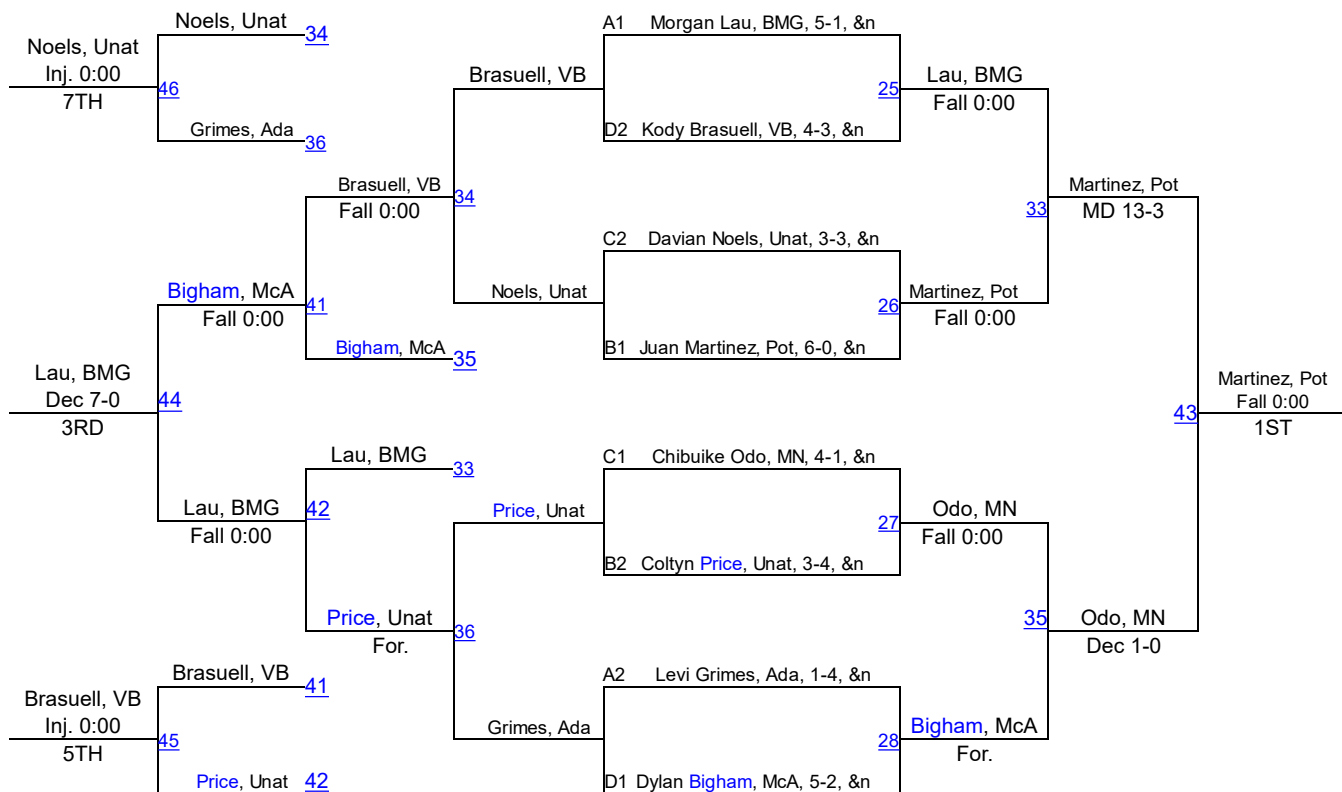 Noels, Unat
34
Noels, Unat
Inj. 0:00
7TH
46
Grimes, Ada
36
A1 Morgan Lau, BMG, 5-1, &n
Brasuell, VB
25
Lau, BMG
Fall 0:00
D2 Kody Brasuell, VB, 4-3, &n
Brasuell, VB
Fall 0:00
34
33
Martinez, Pot
MD 13-3
C2 Davian Noels, Unat, 3-3, &n
Bigham, McA
Fall 0:00
41
Noels, Unat
26
Martinez, Pot
Fall 0:00
Bigham, McA
35
B1 Juan Martinez, Pot, 6-0, &n
Lau, BMG
Dec 7-0
3RD
44
43
Martinez, Pot
Fall 0:00
1ST
Lau, BMG
33
C1 Chibuike Odo, MN, 4-1, &n
Lau, BMG
Fall 0:00
42
Price, Unat
27
Odo, MN
Fall 0:00
B2 Coltyn Price, Unat, 3-4, &n
Price, Unat
For.
36
35
Odo, MN
Dec 1-0
Brasuell, VB
41
A2 Levi Grimes, Ada, 1-4, &n
Brasuell, VB
Inj. 0:00
5TH
45
Grimes, Ada
28
Bigham, McA
For.
Price, Unat
42
D1 Dylan Bigham, McA, 5-2, &n